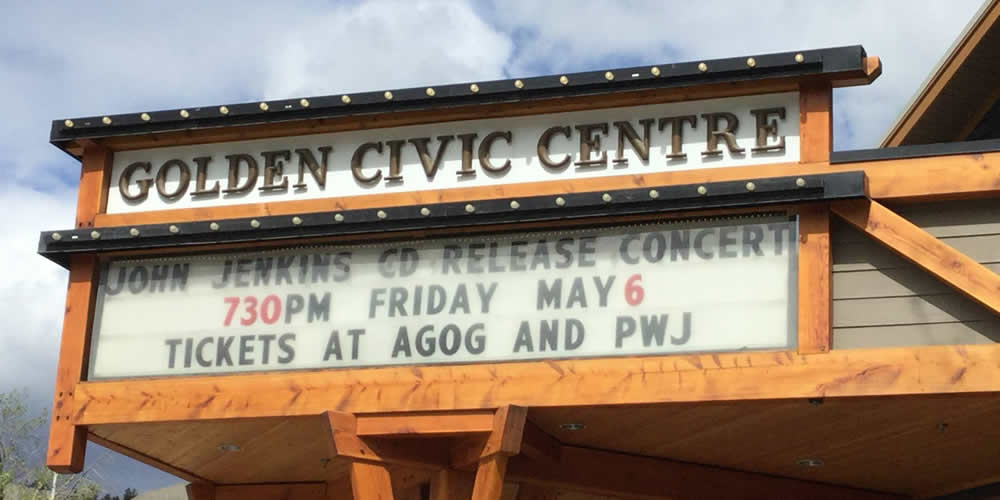 GOLDEN CIVIC CENTRE
JOHN JENKINS CD RELEASE CONCERT
730PM FRIDAY MAY 6
TICKETS AT AGOG AND PWJ